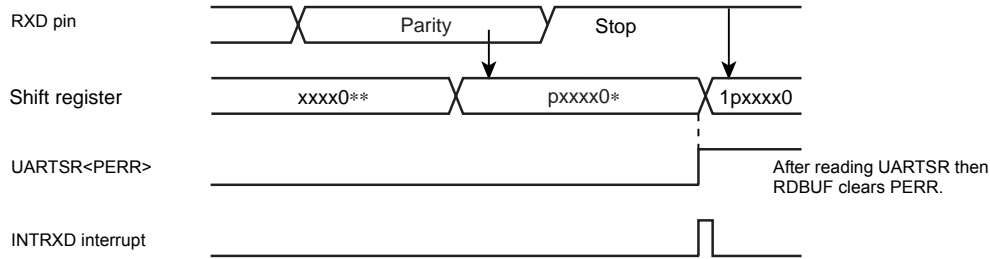 RXD pin
Parity
Stop
Shift register
xxxx0**
pxxxx0*
1pxxxx0
UARTSR<PERR>
After reading UARTSR then
RDBUF clears PERR.
INTRXD interrupt